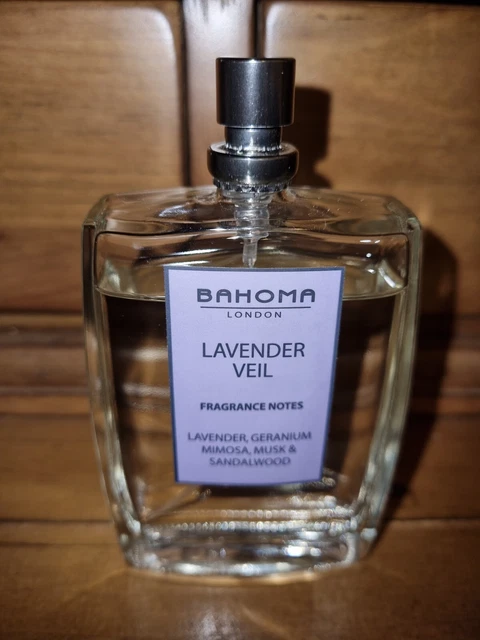 BAHOMA
LONDON
LAVENDER
VEIL
FRAGRANCE NOTES
LAVENDER, GERANIUM
MIMOSA, MUSK &
SANDALWOOD